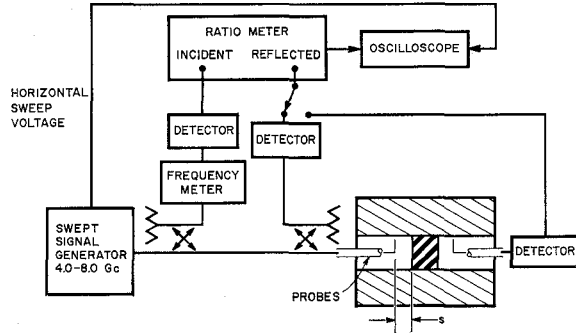 RATIO METER
INCIDENT REFLECTED
OSCILLOSCOPE
HORIZONTAL
SWEEP
VOLTAGE
DETECTOR
DETECTOR
FREQUENCY
METER
SWEPT
SIGNAL
GENERATOR
4.0-8.0 Gc
DETECTOR
PROBES
S